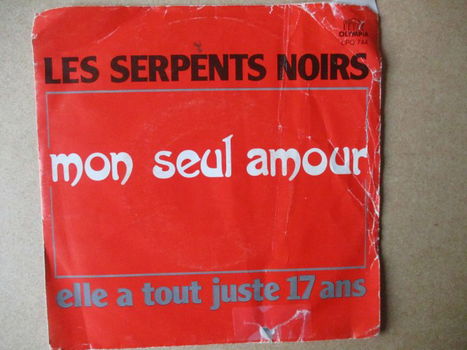 OLYMPIA
LES SERPENTS NOIRS
mon seul amour
elle a tout juste 17 ans